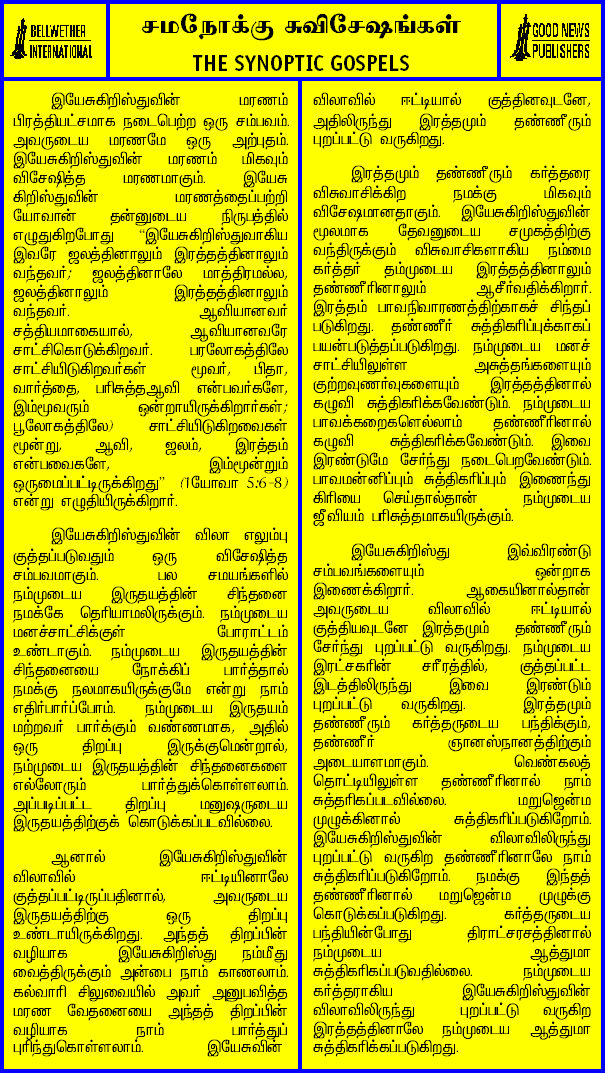 BELLWETHER
INTERNATIONAL
சமநோக்கு சுவிசேஷங்கள்
THE SYNOPTIC GOSPELS
GOOD NEWS
PUBLISHERS
இயேசுகிறிஸ்துவின் மரணம்
பிரத்தியட்சமாக நடைபெற்ற ஒரு சம்பவம்.
அவருடைய மரணமே ஒரு அற்புதம்.
இயேசுகிறிஸ்துவின் மரணம் மிகவும்
விசேஷித்த மரணமாகும். இயேசு
கிறிஸ்துவின் மரணத்தைப்பற்றி
யோவான் தன்னுடைய நிருபத்தில்
எழுதுகிறபோது “இயேசுகிறிஸ்துவாகிய
இவரே ஜலத்தினாலும் இரத்தத்தினாலும்
வந்தவர்; ஜலத்தினாலே மாத்திரமல்ல,
ஜலத்தினாலும் இரத்தத்தினாலும்
வந்தவர். ஆவியானவர்
சத்தியமாகையால், ஆவியானவரே
சாட்சிகொடுக்கிறவர். பரலோகத்திலே
சாட்சியிடுகிறவர்கள் மூவர், பிதா,
வார்த்தை, பரிசுத்தஆவி என்பவர்களே,
இம்மூவரும் ஒன்றாயிருக்கிறார்கள்;
பூலோகத்திலே) சாட்சியிடுகிறவைகள்
மூன்று, ஆவி, ஜலம், இரத்தம்
என்பவைகளே, இம்மூன்றும்
ஒருமைப்பட்டிருக்கிறது” (1யோவா 5:6-8)
என்று எழுதியிருக்கிறார்.
இயேசுகிறிஸ்துவின் விலா எலும்பு
குத்தப்படுவதும் ஒரு விசேஷித்த
சம்பவமாகும். பல சமயங்களில்
நம்முடைய இருதயத்தின் சிந்தனை
நமக்கே தெரியாமலிருக்கும். நம்முடைய
மனச்சாட்சிக்குள் போராட்டம்
உண்டாகும். நம்முடைய இருதயத்தின்
சிந்தனையை நோக்கிப் பார்த்தால்
நமக்கு நலமாகயிருக்குமே என்று நாம்
எதிர்பார்ப்போம். நம்முடைய இருதயம்
மற்றவர் பார்க்கும் வண்ணமாக, அதில்
ஒரு திறப்பு இருக்குமென்றால்,
நம்முடைய இருதயத்தின் சிந்தனைகளை
எல்லோரும் பார்த்துக்கொள்ளலாம்.
அப்படிப்பட்ட திறப்பு மனுஷருடைய
இருதயத்திற்குக் கொடுக்கப்படவில்லை.
ஆனால் இயேசுகிறிஸ்துவின்
விலாவில் ஈட்டியினாலே
குத்தப்பட்டிருப்பதினால், அவருடைய
இருதயத்திற்கு ஒரு திறப்பு
உண்டாயிருக்கிறது. அந்தத் திறப்பின்
வழியாக இயேசுகிறிஸ்து நம்மீது
வைத்திருக்கும் அன்பை நாம் காணலாம்.
கல்வாரி சிலுவையில் அவர் அனுபவித்த
மரண வேதனையை அந்தத் திறப்பின்
வழியாக நாம் பார்த்துப்
புரிந்துகொள்ளலாம். இயேசுவின்
விலாவில் ஈட்டியால் குத்தினவுடனே,
அதிலிருந்து இரத்தமும் தண்ணீரும்
புறப்பட்டு வருகிறது.
இரத்தமும் தண்ணீரும் கர்த்தரை
விசுவாசிக்கிற நமக்கு மிகவும்
விசேஷமானதாகும். இயேசுகிறிஸ்துவின்
மூலமாக தேவனுடைய சமுகத்திற்கு
வந்திருக்கும் விசுவாசிகளாகிய நம்மை
கர்த்தர் தம்முடைய இரத்தத்தினாலும்
தண்ணீரினாலும் ஆசீர்வதிக்கிறார்.
இரத்தம் பாவநிவாரணத்திற்காகச் சிந்தப்
படுகிறது. தண்ணீர் சுத்திகரிப்புக்காகப்
பயன்படுத்தப்படுகிறது. நம்முடைய மனச்
சாட்சியிலுள்ள அசுத்தங்களையும்
குற்றவுணர்வுகளையும் இரத்தத்தினால்
கழுவி சுத்திகரிக்கவேண்டும். நம்முடைய
பாவக்கறைகளெல்லாம் தண்ணீரினால்
கழுவி சுத்திகரிக்கவேண்டும். இவை
இரண்டுமே சேர்ந்து நடைபெறவேண்டும்.
பாவமன்னிப்பும் சுத்திகரிப்பும் இணைந்து
கிரியை செய்தால்தான் நம்முடைய
ஜீவியம் பரிசுத்தமாகயிருக்கும்.
இயேசுகிறிஸ்து இவ்விரண்டு
சம்பவங்களையும் ஒன்றாக
இணைக்கிறார். ஆகையினால்தான்
அவருடைய விலாவில் ஈட்டியால்
குத்தியவுடனே இரத்தமும் தண்ணீரும்
சேர்ந்து புறப்பட்டு வருகிறது. நம்முடைய
இரட்சகரின் சரீரத்தில், குத்தப்பட்ட
இடத்திலிருந்து இவை இரண்டும்
புறப்பட்டு வருகிறது. இரத்தமும்
தண்ணீரும் கர்த்தருடைய பந்திக்கும்,
தண்ணீர் ஞானஸ்நானத்திற்கும்
அடையாளமாகும். வெண்கலத்
தொட்டியிலுள்ள தண்ணீரினால் நாம்
சுத்தரிகப்படவில்லை. மறுஜென்ம
முழுக்கினால் சுத்திகரிப்படுகிறோம்.
இயேசுகிறிஸ்துவின் விலாவிலிருந்து
புறப்பட்டு வருகிற தண்ணீரினாலே நாம்
சுத்திகரிப்படுகிறோம். நமக்கு இந்தத்
தண்ணீரினால் மறுஜென்ம முழுக்கு
கொடுக்கப்படுகிறது. கர்த்தருடைய
பந்தியின்போது திராட்சரசத்தினால்
நம்முடைய ஆத்துமா
சுத்திகரிகப்படுவதில்லை. நம்முடைய
கர்த்தராகிய இயேசுகிறிஸ்துவின்
விலாவிலிருந்து புறப்பட்டு வருகிற
இரத்தத்தினாலே நம்முடைய ஆத்துமா
சுத்திகரிக்கப்படுகிறது.